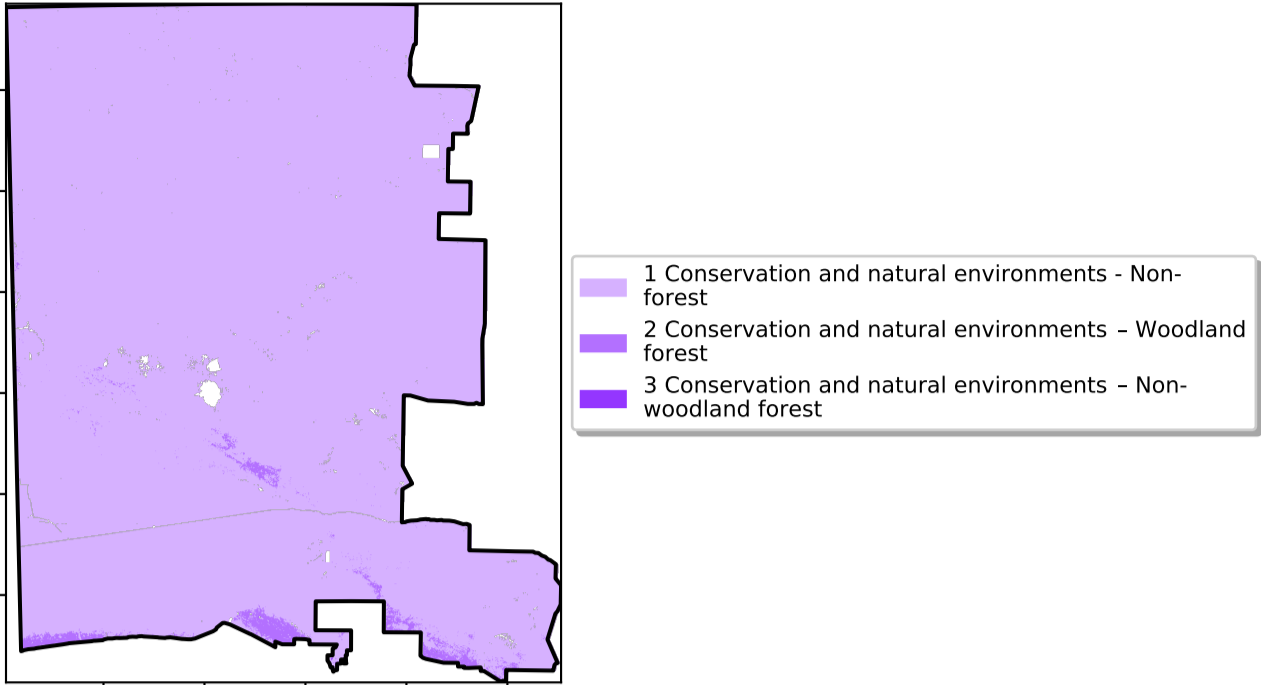 1 Conservation and natural environments - Non-
forest
2 Conservation and natural environments – Woodland
forest
3 Conservation and natural environments – Non-
woodland forest